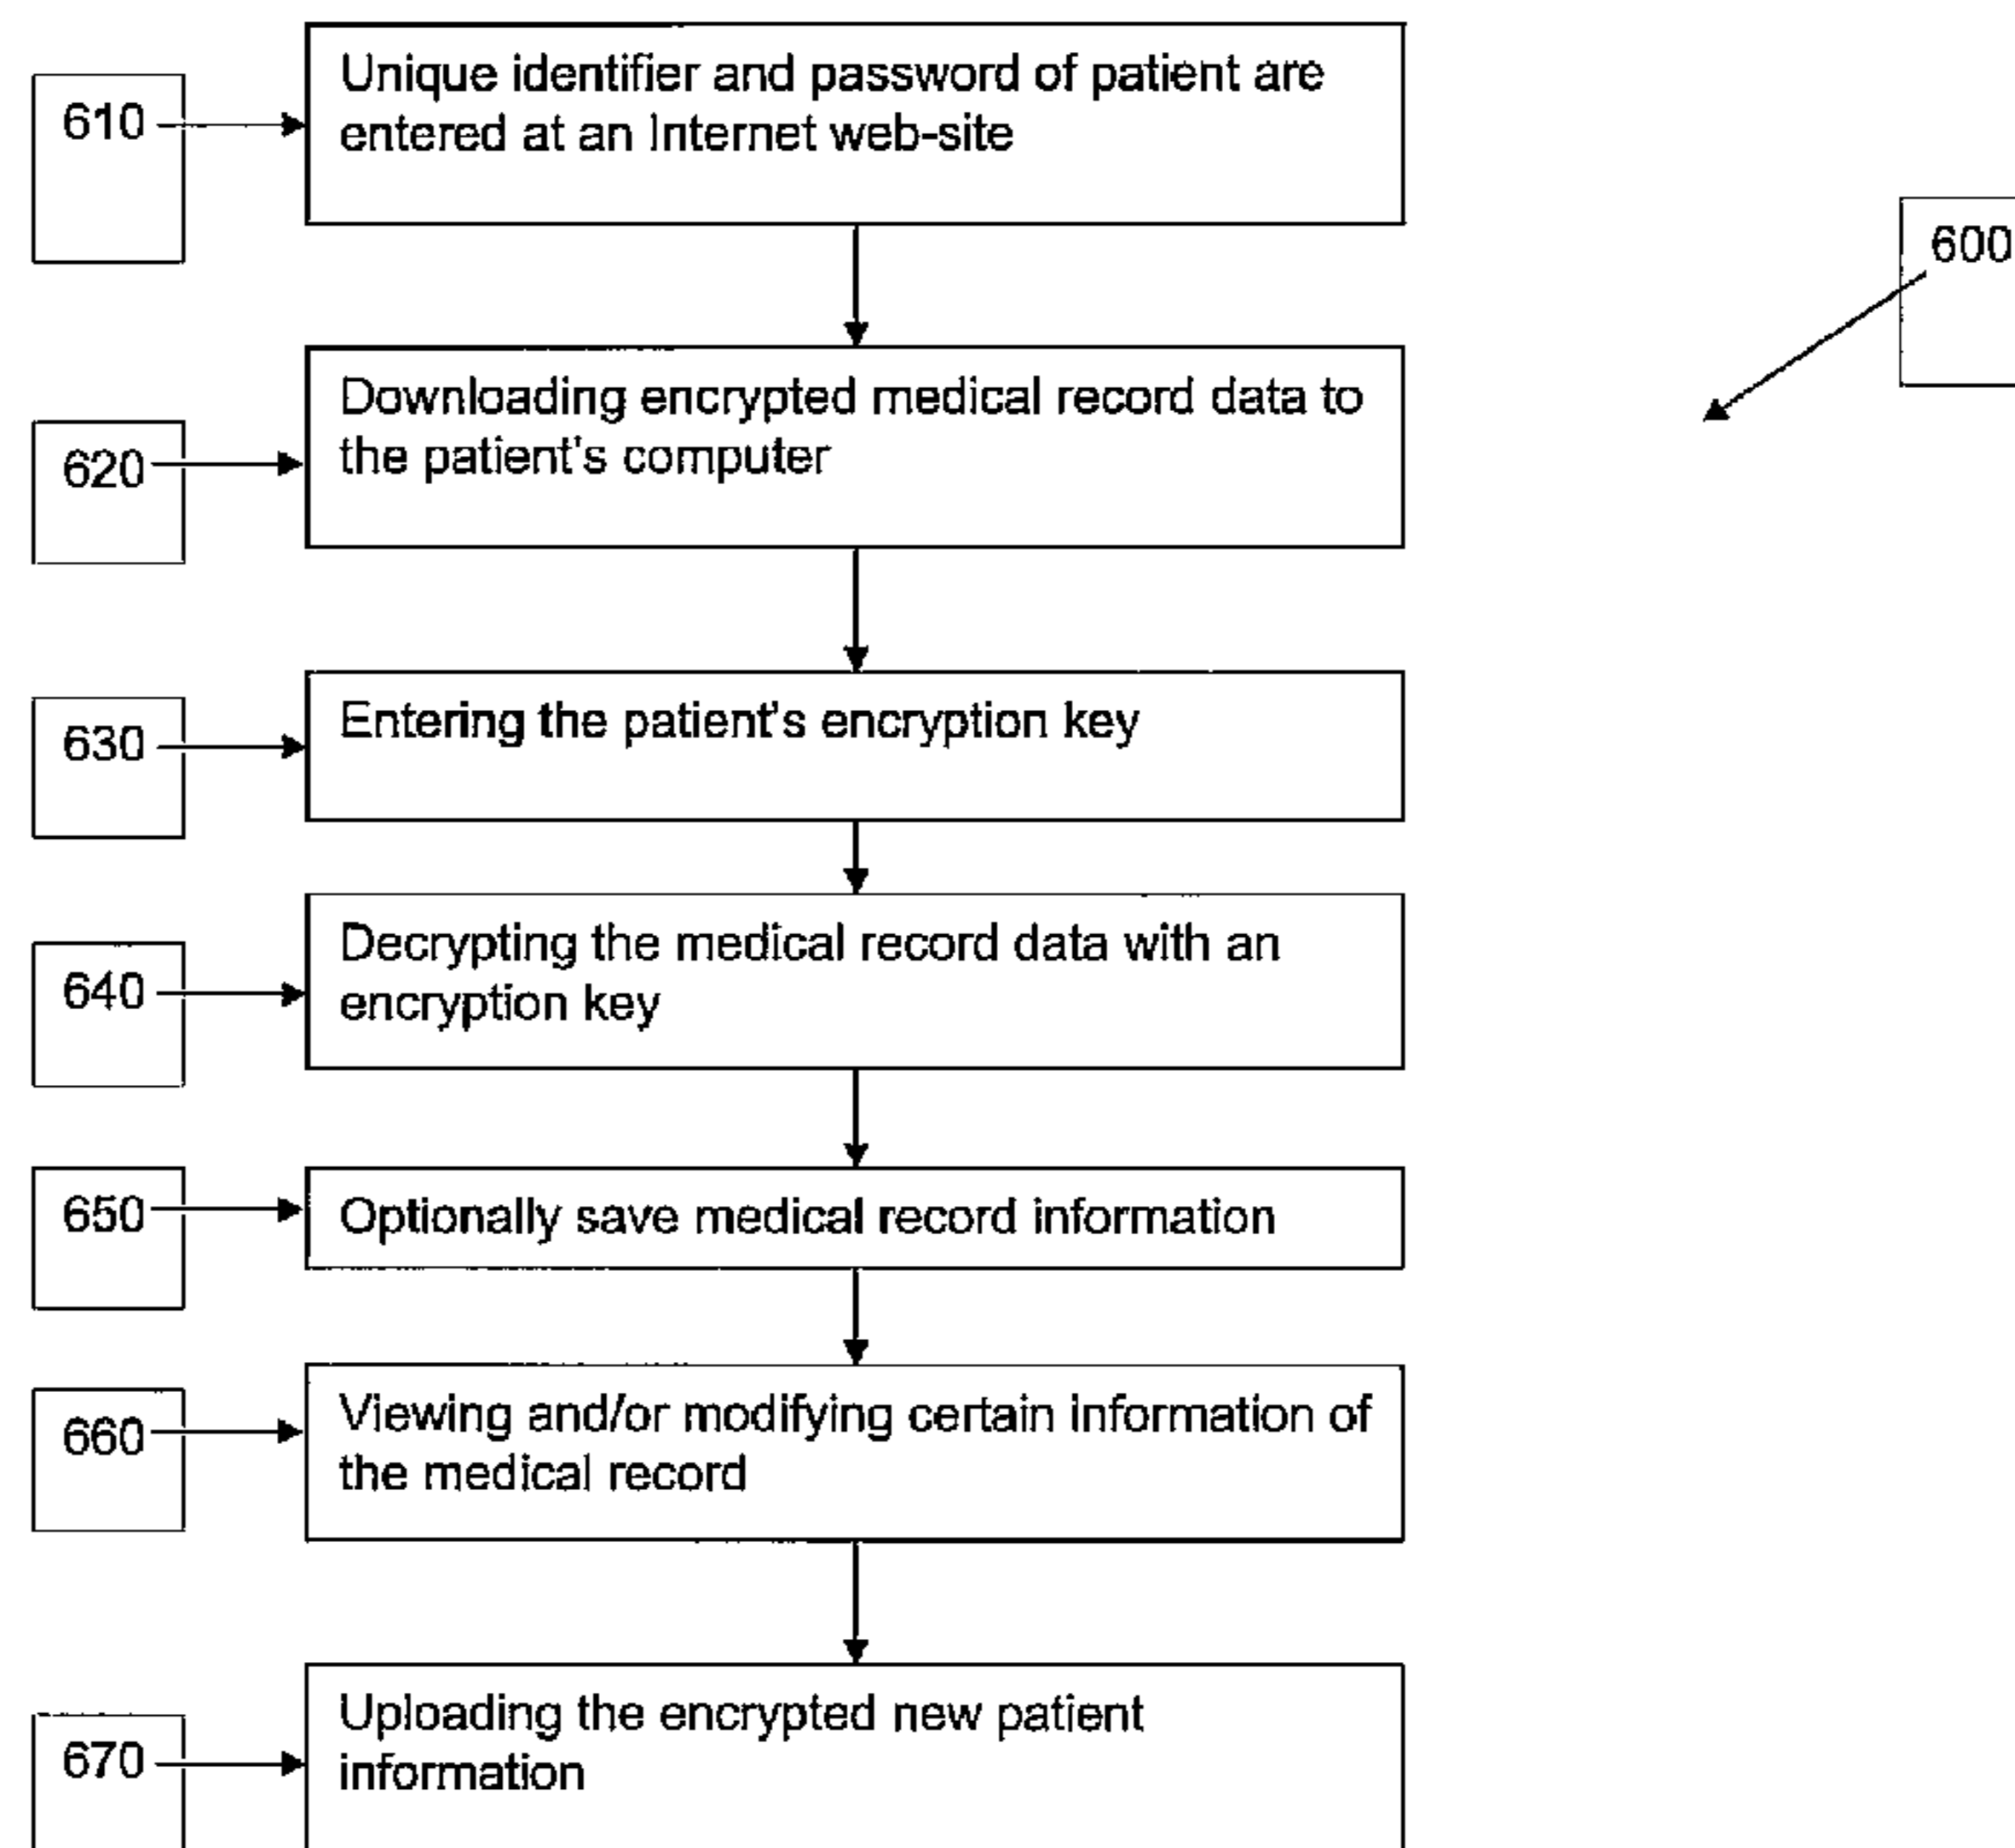 610
Unique identifier and password of patient are
entered at an Internet web-site
600
620
Downloading encrypted medical record data to
the patient's computer
630
Entering the patient's encryption key
640
Decrypting the medical record data with an
encryption key
650
Optionally save medical record information
660
Viewing and/or modifying certain information of
the medical record
670
Uploading the encrypted new patient
information